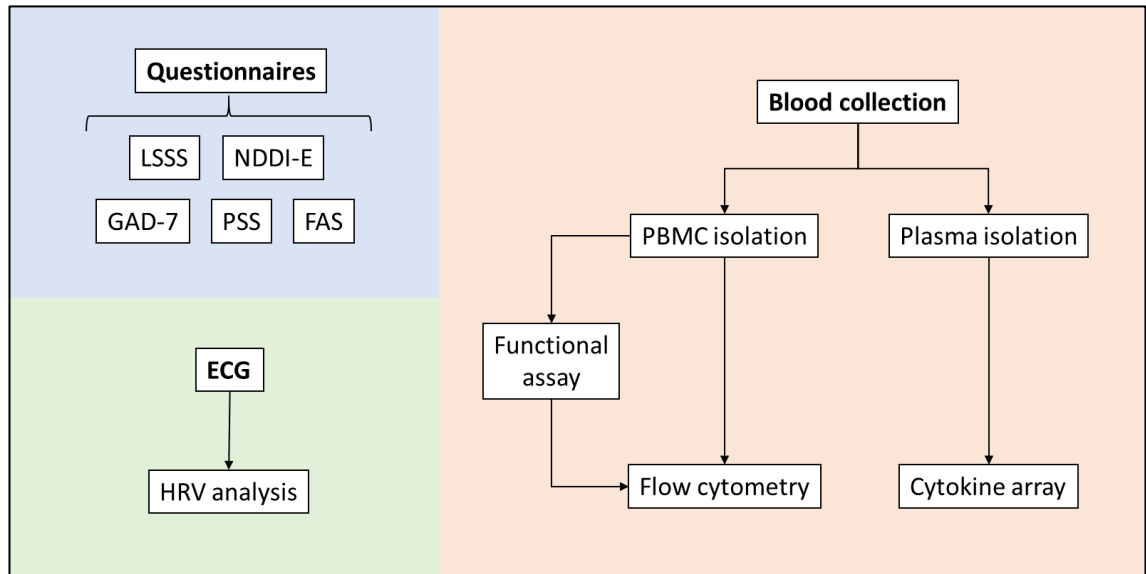 Questionnaires
LSSS
NDDI-E
GAD-7
PSS
FAS
ECG
HRV analysis
Blood collection
PBMC isolation
Plasma isolation
Functional
assay
Flow cytometry
Cytokine array